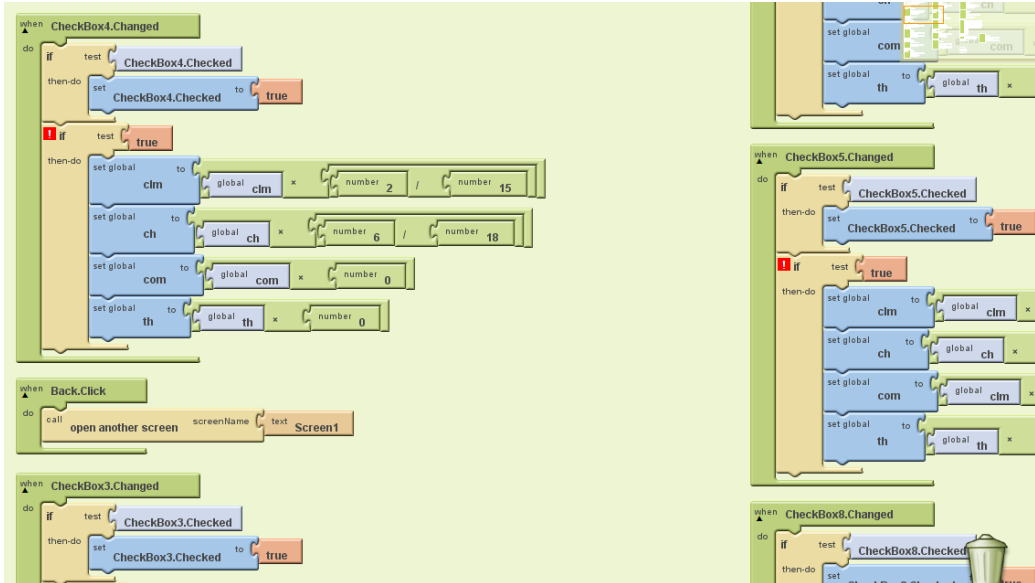 when CheckBox4.Changed
do if test CheckBox4.Checked
then-do set CheckBox4.Checked to true
! if test true
then-do set global clm to global clm × number 2 / number 15
set global ch to global ch × number 6 / number 18
set global com to global com × number 0
set global th to global th × number 0
when Back.Click
do call open another screen screenName text Screen1
when CheckBox3.Changed
do if test CheckBox3.Checked
then-do set CheckBox3.Checked to true
ch
set global com com
set global th to global th ×
when CheckBox5.Changed
do if test CheckBox5.Checked
then-do set CheckBox5.Checked to true
! if test true
then-do set global clm to global clm ×
set global ch to global ch ×
set global com to global clm ×
set global th to global th ×
when CheckBox8.Changed
do if test CheckBox8.Checked
then-do set